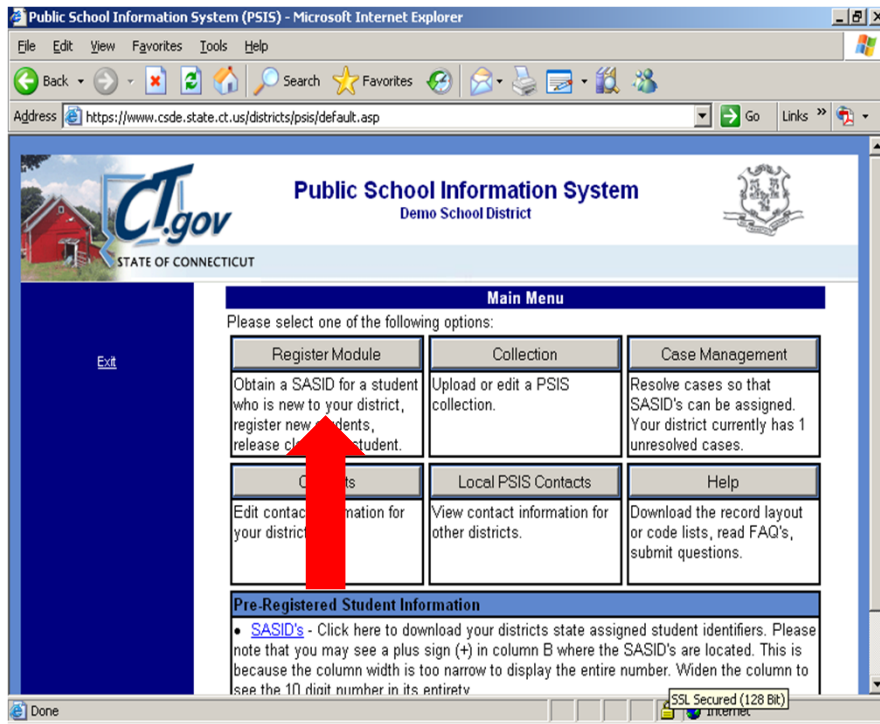 Public School Information System (PSIS) - Microsoft Internet Explorer
File Edit View Favorites Tools Help
Back Search Favorites
Address https://www.csde.state.ct.us/districts/psis/default.asp Go Links »
CT.gov
STATE OF CONNECTICUT
Public School Information System
Demo School District
Exit
Main Menu
Please select one of the following options:
Register Module
Obtain a SASID for a student
who is new to your district,
register new students,
release student.
Collection
Upload or edit a PSIS
collection.
Case Management
Resolve cases so that
SASID's can be assigned.
Your district currently has 1
unresolved cases.
Edit contact information for
your district
Local PSIS Contacts
View contact information for
other districts.
Help
Download the record layout
or code lists, read FAQ's,
submit questions.
Pre-Registered Student Information
• SASID's - Click here to download your districts state assigned student identifiers. Please
note that you may see a plus sign (+) in column B where the SASID's are located. This is
because the column width is too narrow to display the entire number. Widen the column to
see the 10 digit number in its entirety
SSL Secured (128 Bit)
Done Internet